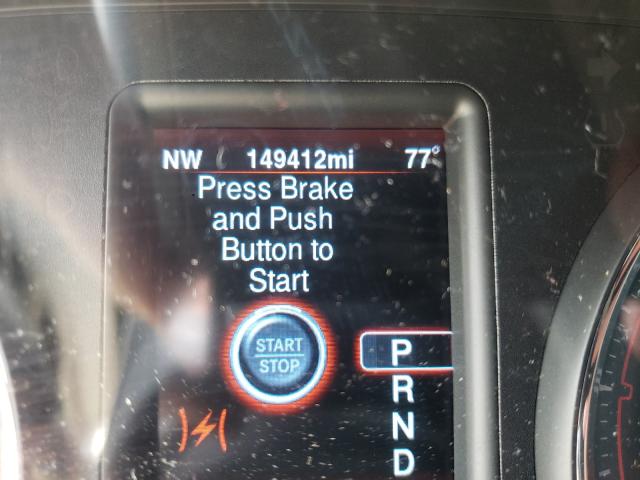 NW 149412mi 77°
Press Brake
and Push
Button to
Start
START
STOP
P
R
N
D